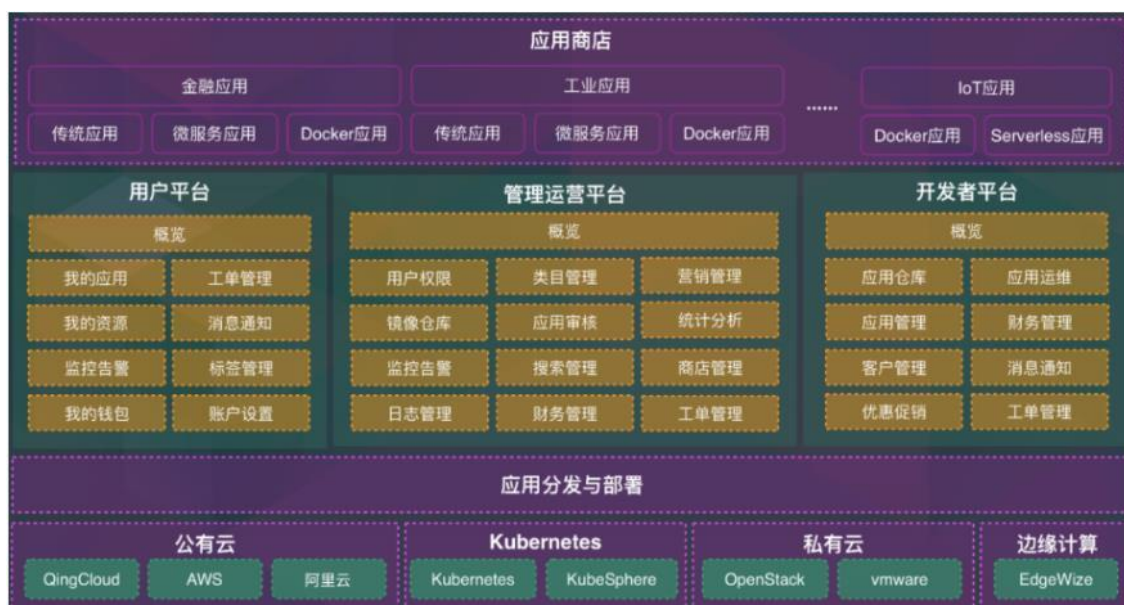 应用商店
金融应用 工业应用 IoT应用
......
传统应用 微服务应用 Docker应用 传统应用 微服务应用 Docker应用 Docker应用 Serverless应用
用户平台
概览
我的应用 工单管理
我的资源 消息通知
监控告警 标签管理
我的钱包 账户设置
管理运营平台
概览
用户权限 类目管理 营销管理
镜像仓库 应用审核 统计分析
监控告警 搜索管理 商店管理
日志管理 财务管理 工单管理
开发者平台
概览
应用仓库 应用运维
应用管理 财务管理
客户管理 消息通知
优惠促销 工单管理
应用分发与部署
公有云
QingCloud AWS 阿里云
Kubernetes
Kubernetes KubeSphere
私有云
OpenStack vmware
边缘计算
EdgeWize